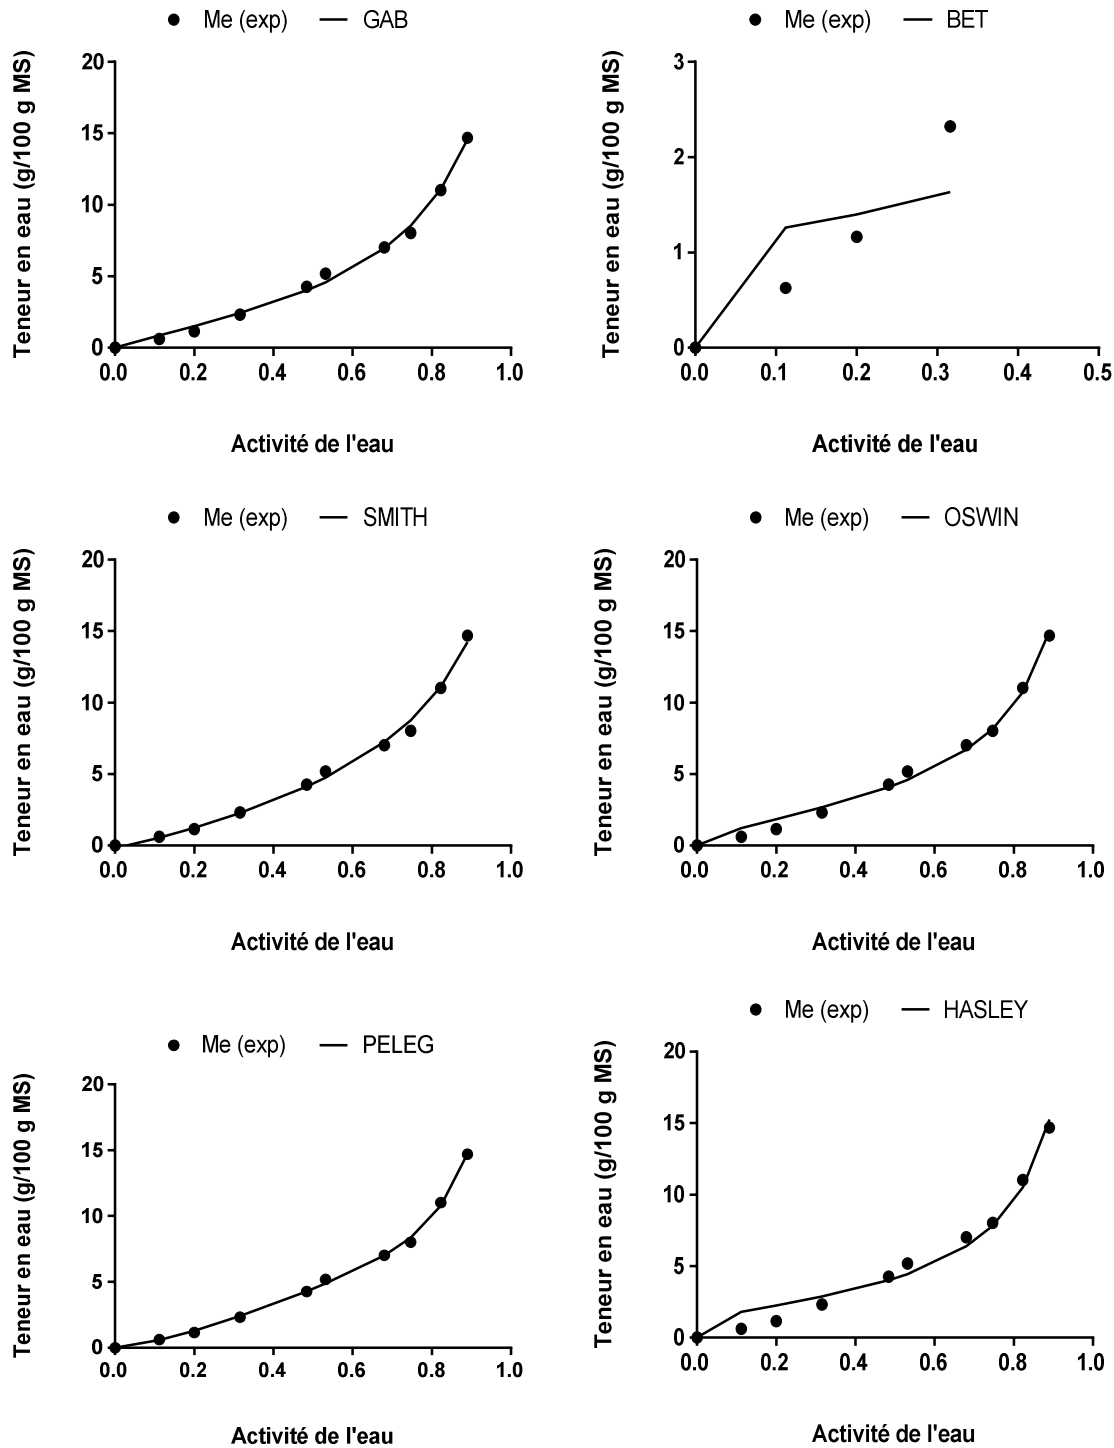 Me (exp) GAB
Teneur en eau (g/100 g MS)
20
15
10
5
0
0.0 0.2 0.4 0.6 0.8 1.0
Activité de l'eau
Me (exp) BET
Teneur en eau (g/100 g MS)
3
2
1
0
0.0 0.1 0.2 0.3 0.4 0.5
Activité de l'eau
Me (exp) SMITH
Teneur en eau (g/100 g MS)
20
15
10
5
0
0.0 0.2 0.4 0.6 0.8 1.0
Activité de l'eau
Me (exp) OSWIN
Teneur en eau (g/100 g MS)
20
15
10
5
0
0.0 0.2 0.4 0.6 0.8 1.0
Activité de l'eau
Me (exp) PELEG
Teneur en eau (g/100 g MS)
20
15
10
5
0
0.0 0.2 0.4 0.6 0.8 1.0
Activité de l'eau
Me (exp) HASLEY
Teneur en eau (g/100 g MS)
20
15
10
5
0
0.0 0.2 0.4 0.6 0.8 1.0
Activité de l'eau